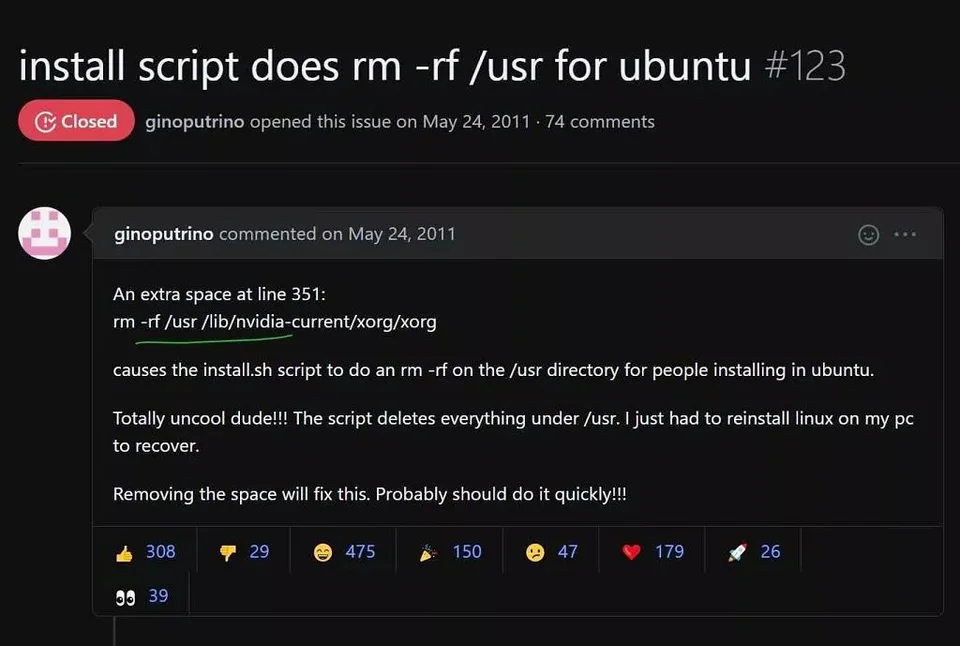 install script does rm -rf /usr for ubuntu #123
Closed ginoputrino opened this issue on May 24, 2011 · 74 comments
ginoputrino commented on May 24, 2011
An extra space at line 351:
rm -rf /usr /lib/nvidia-current/xorg/xorg
causes the install.sh script to do an rm -rf on the /usr directory for people installing in ubuntu.
Totally uncool dude!!! The script deletes everything under /usr. I just had to reinstall linux on my pc
to recover.
Removing the space will fix this. Probably should do it quickly!!!
308 29 475 150 47 179 26
39